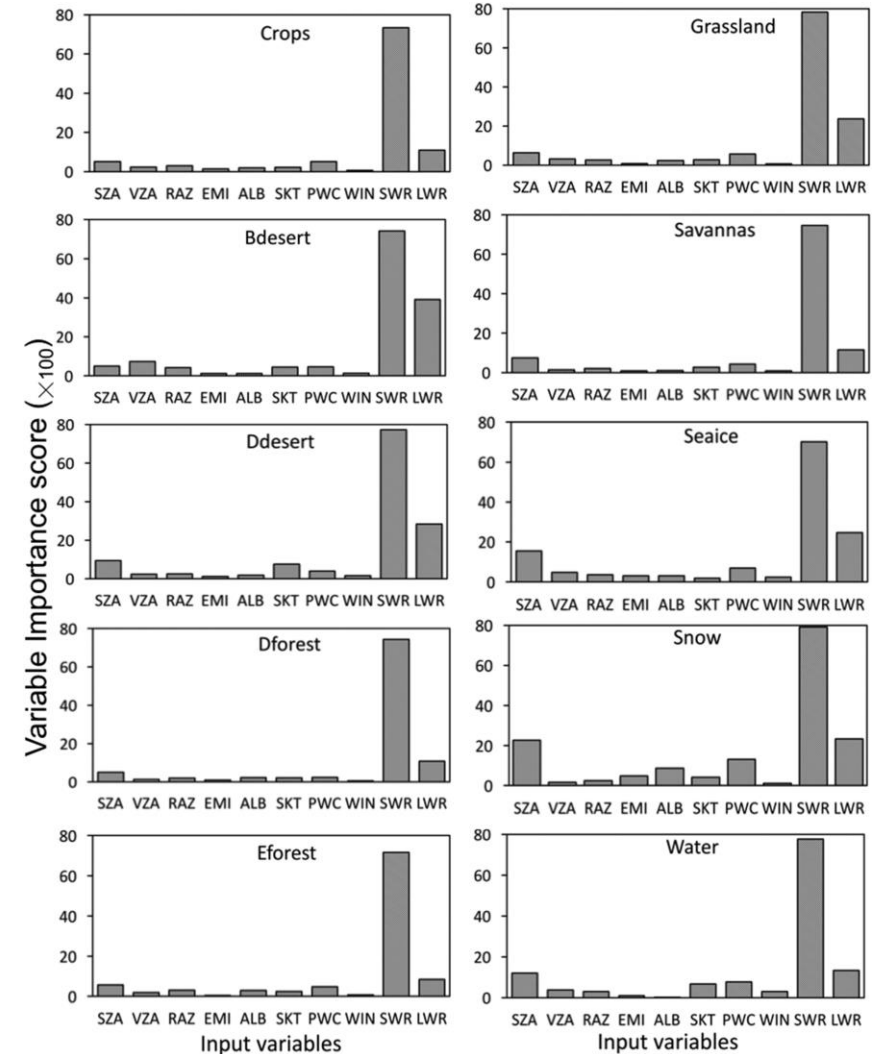 Variable Importance score (×100)
Crops
80
60
40
20
0
SZA VZA RAZ EMI ALB SKT PWC WIN SWR LWR
Grassland
80
60
40
20
0
SZA VZA RAZ EMI ALB SKT PWC WIN SWR LWR
Bdesert
80
60
40
20
0
SZA VZA RAZ EMI ALB SKT PWC WIN SWR LWR
Savannas
80
60
40
20
0
SZA VZA RAZ EMI ALB SKT PWC WIN SWR LWR
Ddesert
80
60
40
20
0
SZA VZA RAZ EMI ALB SKT PWC WIN SWR LWR
Seaice
80
60
40
20
0
SZA VZA RAZ EMI ALB SKT PWC WIN SWR LWR
Dforest
80
60
40
20
0
SZA VZA RAZ EMI ALB SKT PWC WIN SWR LWR
Snow
80
60
40
20
0
SZA VZA RAZ EMI ALB SKT PWC WIN SWR LWR
Eforest
80
60
40
20
0
SZA VZA RAZ EMI ALB SKT PWC WIN SWR LWR
Input variables
Water
80
60
40
20
0
SZA VZA RAZ EMI ALB SKT PWC WIN SWR LWR
Input variables